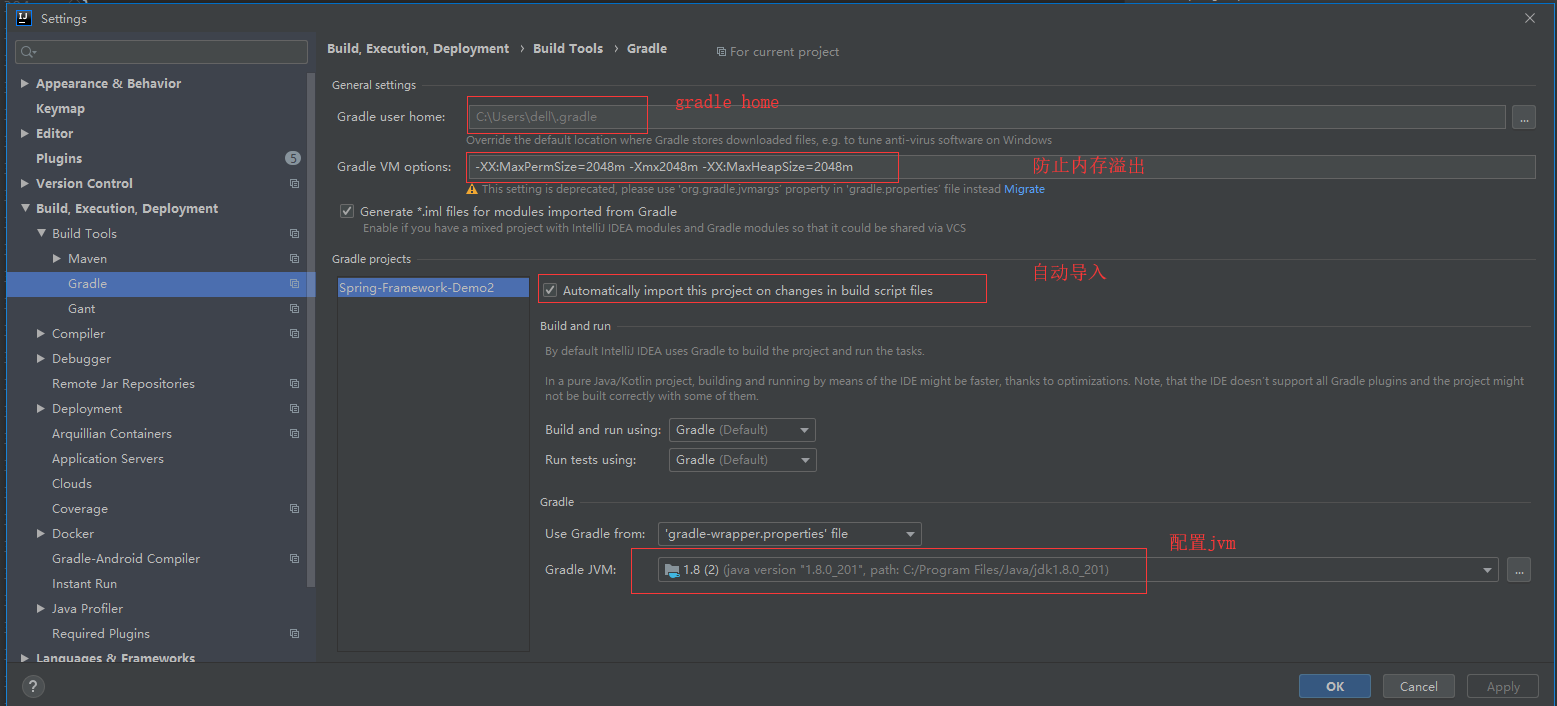 Settings
Build, Execution, Deployment › Build Tools › Gradle
For current project
Appearance & Behavior
Keymap
Editor
Plugins
5
Version Control
Build, Execution, Deployment
Build Tools
Maven
Gradle
Gant
Compiler
Debugger
Remote Jar Repositories
Deployment
Arquillian Containers
Application Servers
Clouds
Coverage
Docker
Gradle-Android Compiler
Instant Run
Java Profiler
Required Plugins
Languages & Frameworks
General settings
gradle home
Gradle user home: C:\Users\dell\.gradle ...
Override the default location where Gradle stores downloaded files, e.g. to tune anti-virus software on Windows
Gradle VM options: -XX:MaxPermSize=2048m -Xmx2048m -XX:MaxHeapSize=2048m 防止内存溢出
This setting is deprecated, please use 'org.gradle.jvmargs' property in 'gradle.properties' file instead Migrate
Generate *.iml files for modules imported from Gradle
Enable if you have a mixed project with IntelliJ IDEA modules and Gradle modules so that it could be shared via VCS
Gradle projects
自动导入
Spring-Framework-Demo2
Automatically import this project on changes in build script files
Build and run
By default IntelliJ IDEA uses Gradle to build the project and run the tasks.
In a pure Java/Kotlin project, building and running by means of the IDE might be faster, thanks to optimizations. Note, that the IDE doesn't support all Gradle plugins and the project might
not be built correctly with some of them.
Build and run using: Gradle (Default)
Run tests using: Gradle (Default)
Gradle
Use Gradle from: 'gradle-wrapper.properties' file
配置jvm
Gradle JVM: 1.8 (2) (java version "1.8.0_201", path: C:/Program Files/Java/jdk1.8.0_201) ...
?
OK
Cancel
Apply